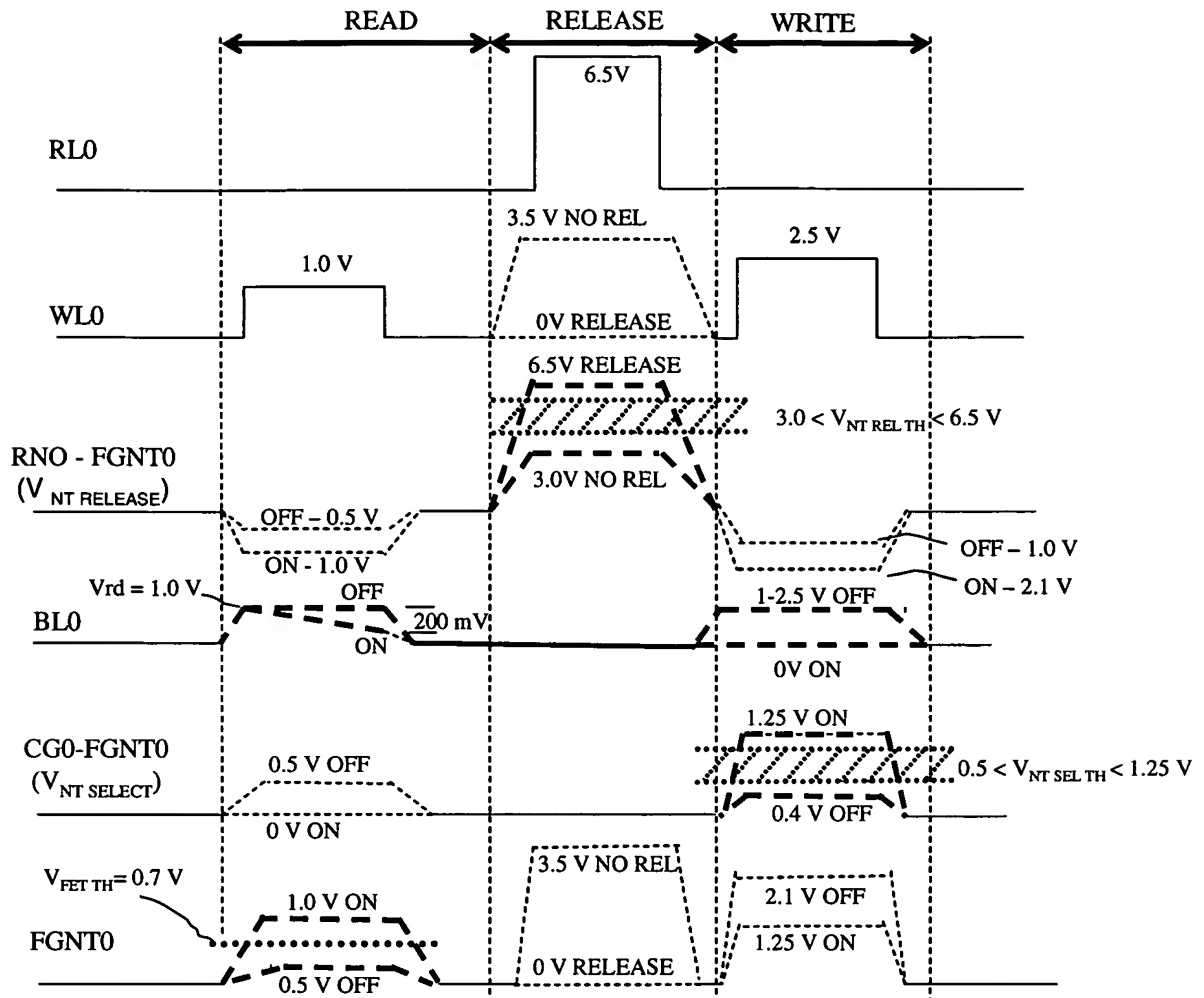 READ RELEASE WRITE
6.5V
RL0
3.5 V NO REL
2.5 V
1.0 V
WL0
0V RELEASE
6.5V RELEASE
3.0 < V NT REL TH < 6.5 V
RNO - FGNT0
(V NT RELEASE)
3.0V NO REL
OFF – 0.5 V
OFF – 1.0 V
ON - 1.0 V
ON – 2.1 V
Vrd = 1.0 V
OFF
1-2.5 V OFF
BL0
200 mV
ON
0V ON
1.25 V ON
CG0-FGNT0
(V NT SELECT)
0.5 V OFF
0.5 < V NT SEL TH < 1.25 V
0 V ON
0.4 V OFF
V FET TH = 0.7 V
3.5 V NO REL
1.0 V ON
2.1 V OFF
FGNT0
1.25 V ON
0 V RELEASE
0.5 V OFF